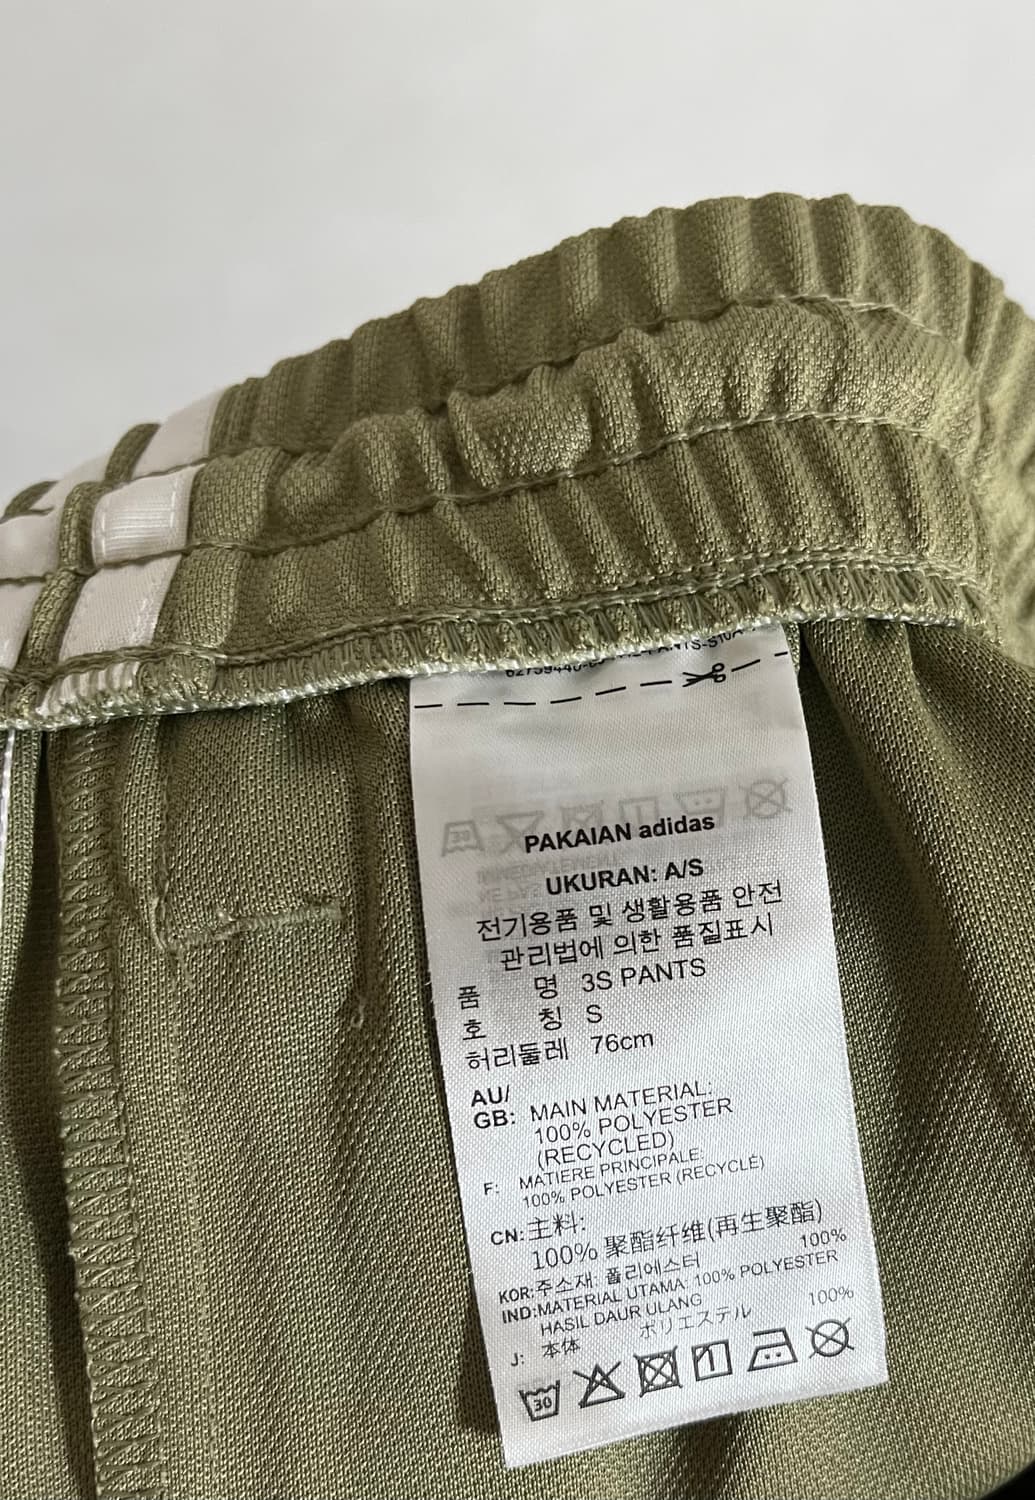 PAKAIAN adidas
UKURAN: A/S
전기용품 및 생활용품 안전
관리법에 의한 품질표시
품 명 3S PANTS
호 칭 S
허리둘레 76cm
AU/
GB: MAIN MATERIAL:
100% POLYESTER
(RECYCLED)
F: MATIERE PRINCIPALE:
100% POLYESTER (RECYCLÉ)
CN: 主料:
100% 聚酯纤维(再生聚酯)
KOR: 주소재: 폴리에스터 100%
IND: MATERIAL UTAMA: 100% POLYESTER
HASIL DAUR ULANG
J: 本体 ポリエステル 100%
30